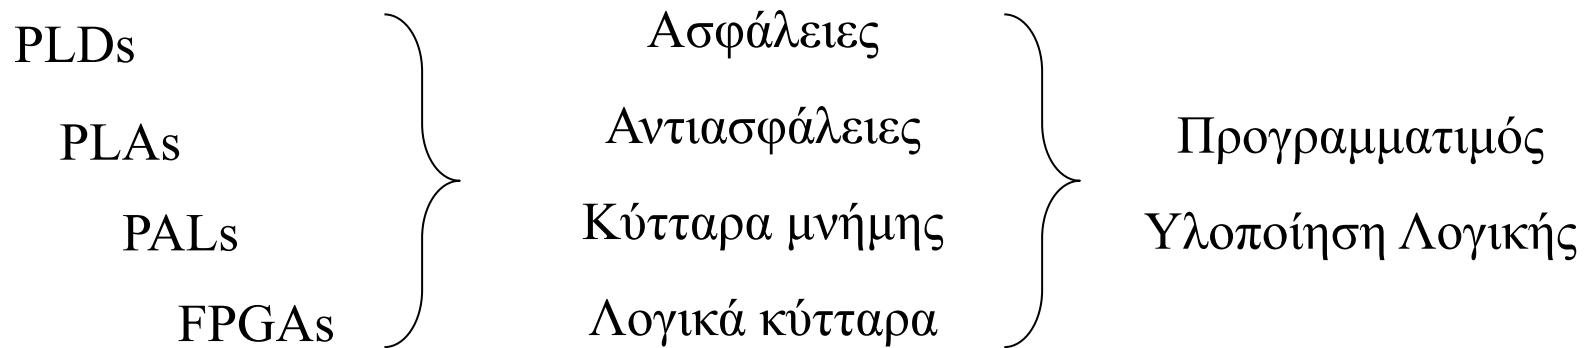 PLDs
PLAs
PALs
FPGAs
Ασφάλειες
Αντιασφάλειες
Κύτταρα μνήμης
Λογικά κύτταρα
Προγραμματιμός
Υλοποίηση Λογικής